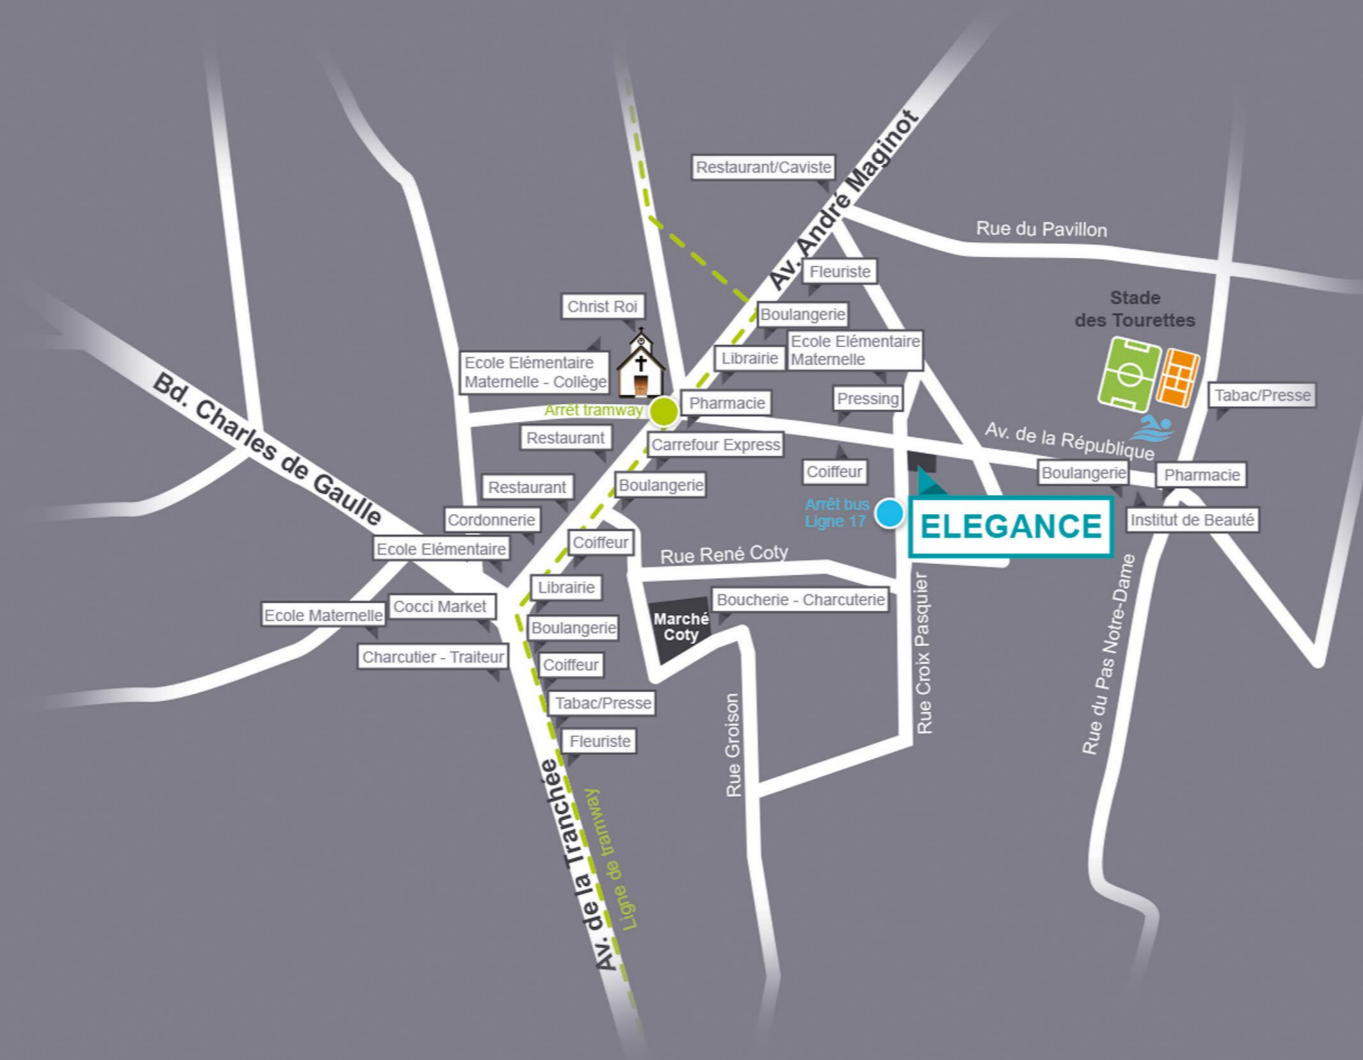 Av. André Maginot
Restaurant/Caviste
Rue du Pavillon
Fleuriste
Stade
des Tourettes
Christ Roi
Boulangerie
Ecole Elémentaire
Maternelle
Librairie
Ecole Elémentaire
Maternelle - Collège
Bd. Charles de Gaulle
Tabac/Presse
Pressing
Pharmacie
Arrêt tramway
Restaurant
Carrefour Express
Av. de la République
Coiffeur
Boulangerie
Pharmacie
Restaurant
Boulangerie
Arrêt bus
Ligne 17
ELEGANCE
Institut de Beauté
Cordonnerie
Ecole Elémentaire
Coiffeur
Rue René Coty
Librairie
Boucherie - Charcuterie
Ecole Maternelle
Cocci Market
Marché
Coty
Boulangerie
Charcutier - Traiteur
Coiffeur
Rue Croix Pasquier
Rue du Pas Notre-Dame
Tabac/Presse
Rue Groison
Fleuriste
Av. de la Tranchée
Ligne de tramway